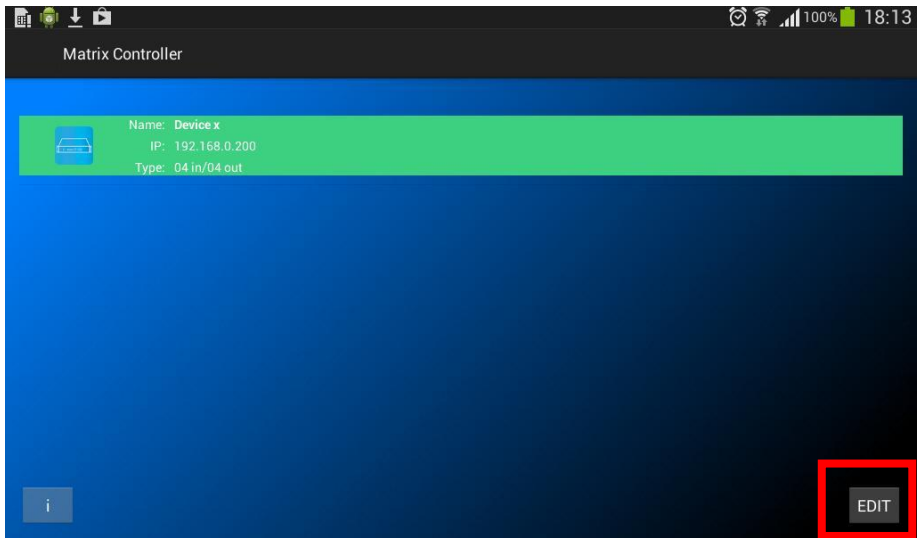 100% 18:13
Matrix Controller
Name: Device x
IP: 192.168.0.200
Type: 04 in/04 out
i
EDIT